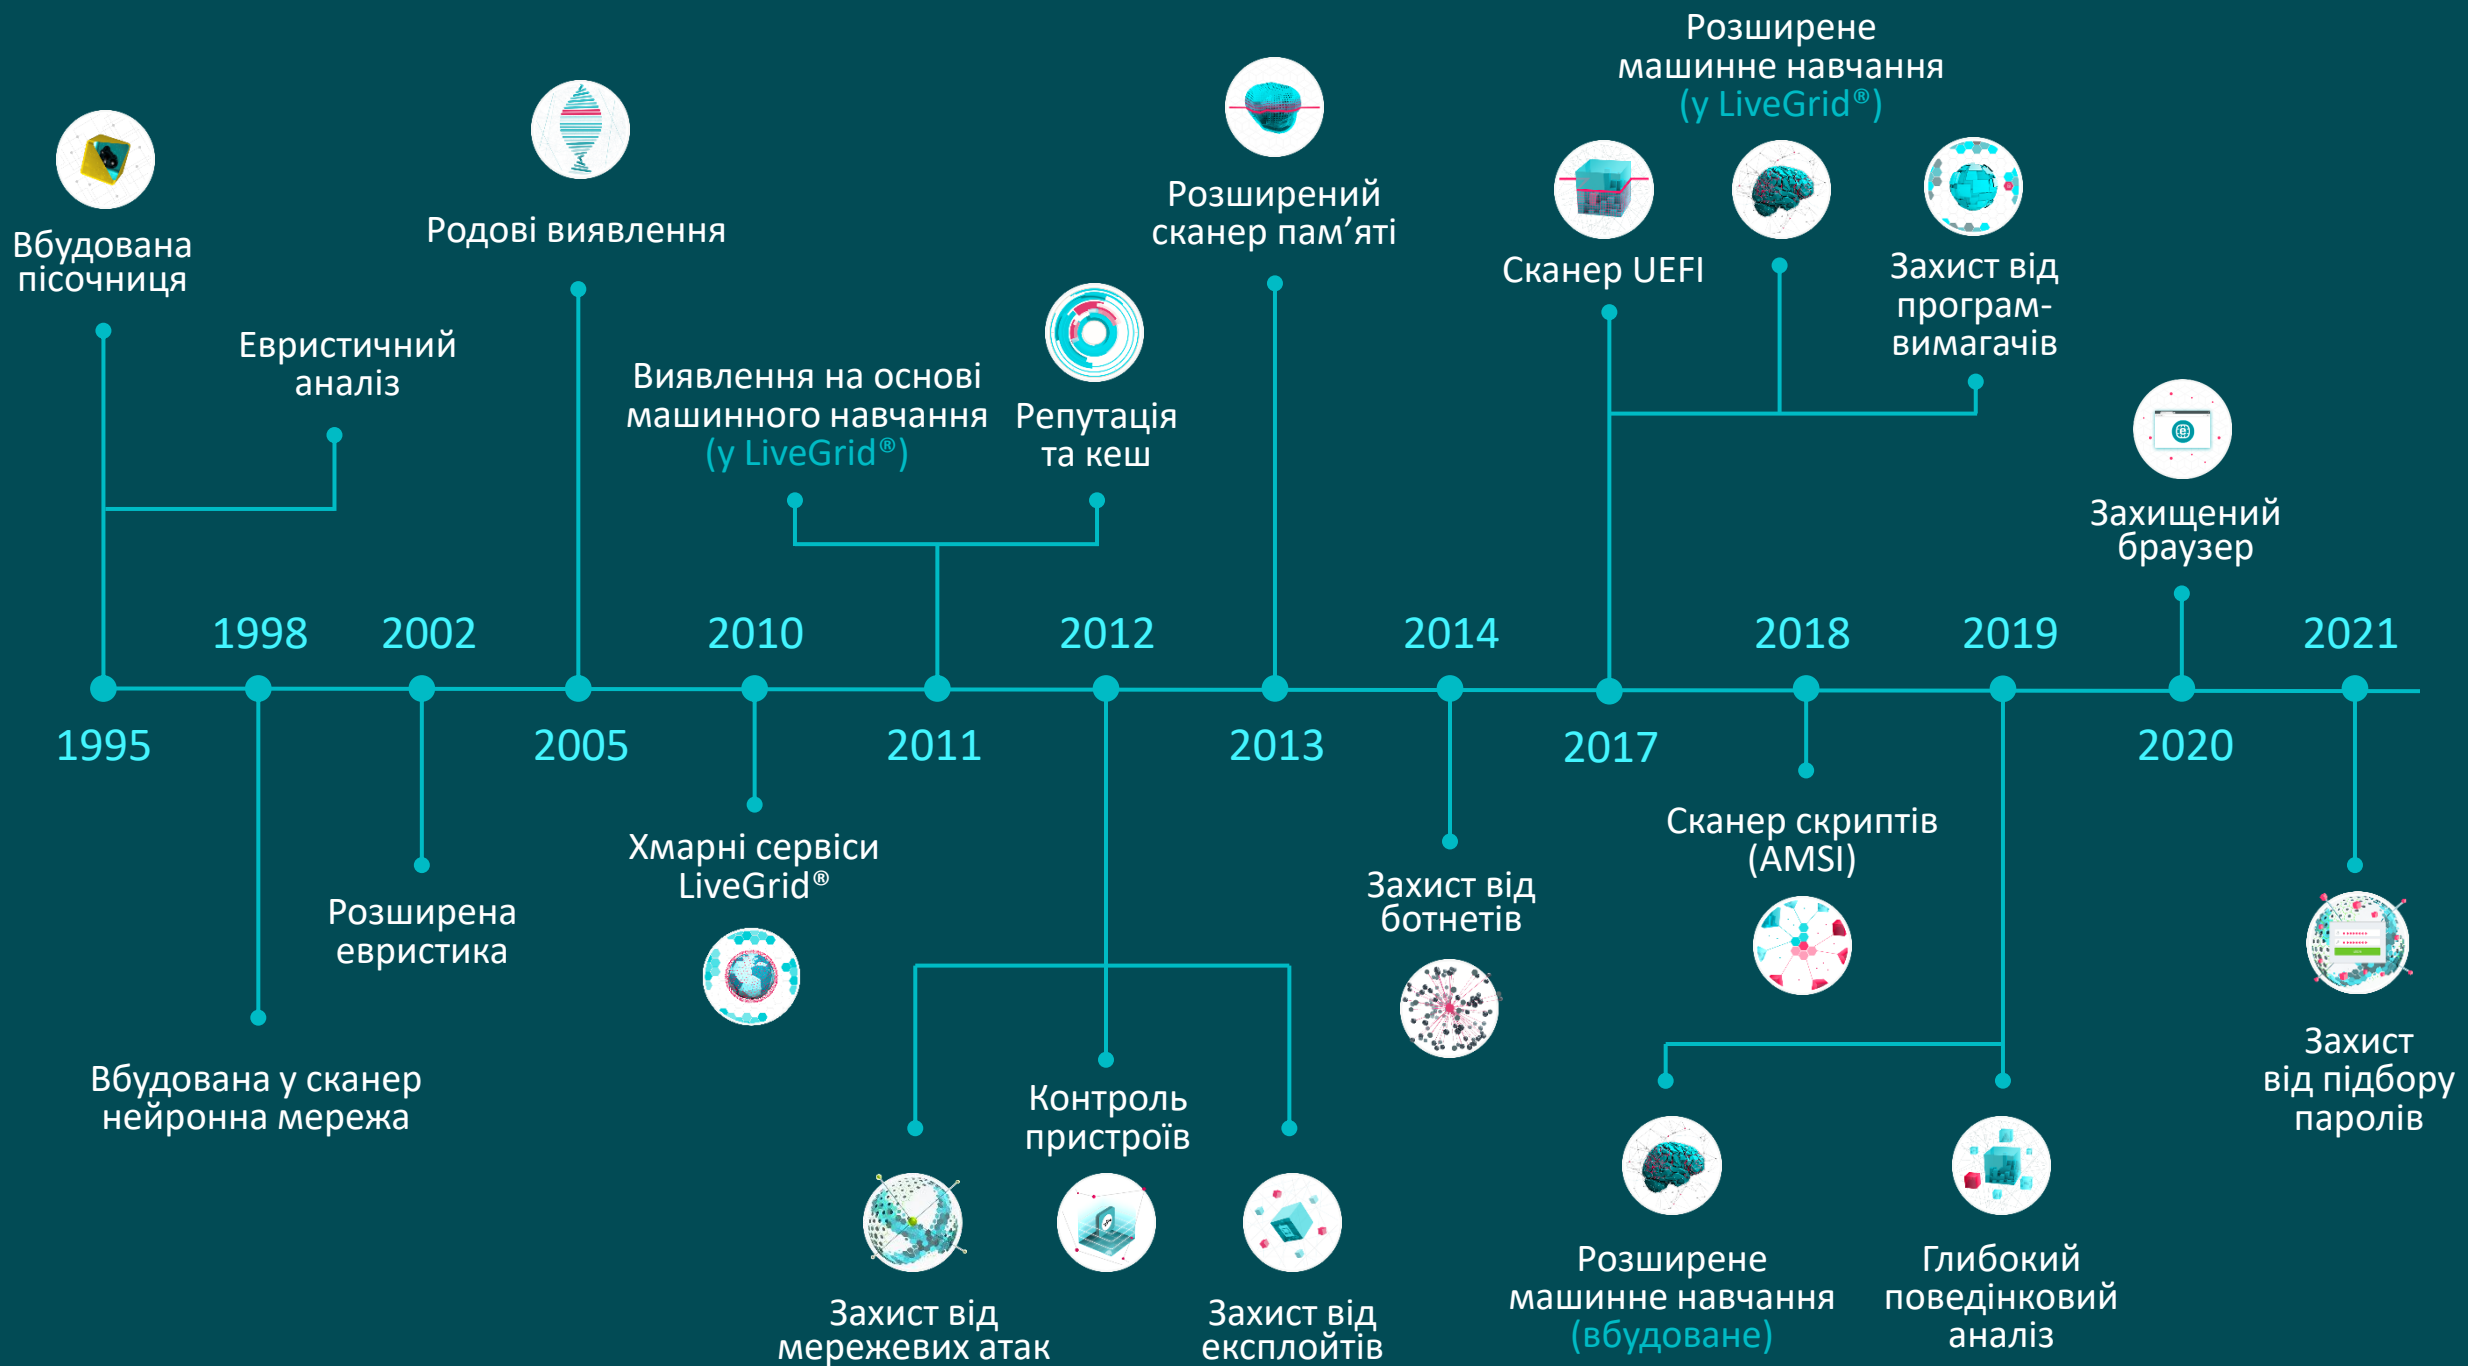 Розширене
машинне навчання
(у LiveGrid®)
Вбудована
пісочниця
Родові виявлення
Розширений
сканер пам’яті
Сканер UEFI
Захист від
програм-
вимагачів
Евристичний
аналіз
Виявлення на основі
машинного навчання
(у LiveGrid®)
Репутація
та кеш
Захищений
браузер
1998
2002
2010
2012
2014
2018
2019
2021
1995
2005
2011
2013
2017
2020
Хмарні сервіси
LiveGrid®
Сканер скриптів
(AMSI)
Захист від
ботнетів
Розширена
евристика
Вбудована у сканер
нейронна мережа
Контроль
пристроїв
Захист
від підбору
паролів
Захист від
мережевих атак
Захист від
експлойтів
Розширене
машинне навчання
(вбудоване)
Глибокий
поведінковий
аналіз